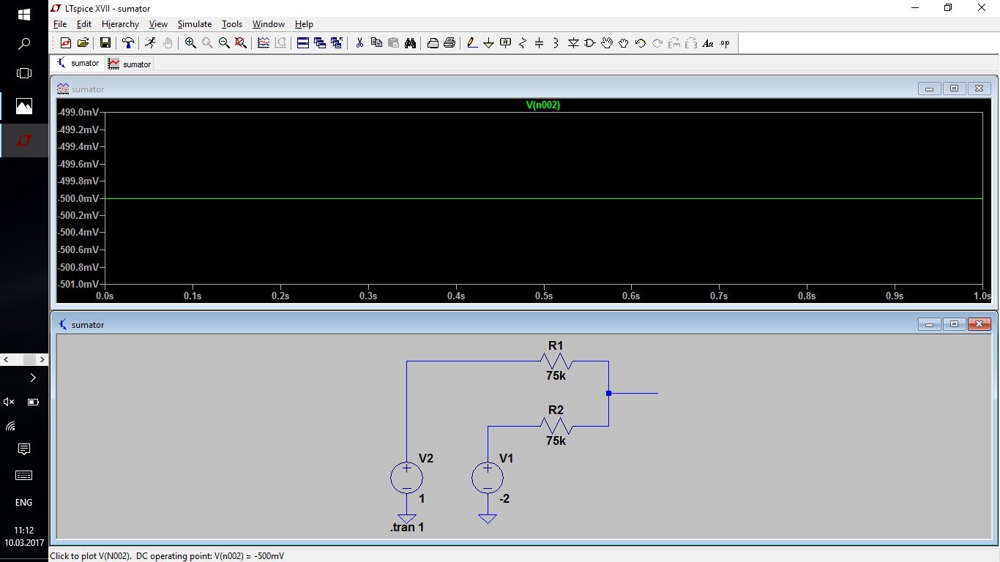 LTspice XVII - sumator
File Edit Hierarchy View Simulate Tools Window Help
Aa .op
sumator sumator
sumator
V(n002)
-499.0mV
-499.2mV
-499.4mV
-499.6mV
-499.8mV
-500.0mV
-500.2mV
-500.4mV
-500.6mV
-500.8mV
-501.0mV
0.0s 0.1s 0.2s 0.3s 0.4s 0.5s 0.6s 0.7s 0.8s 0.9s 1.0s
sumator
R1
75k
R2
75k
V2
V1
1
-2
.tran 1
ENG
11:12
10.03.2017
Click to plot V(N002). DC operating point: V(n002) = -500mV